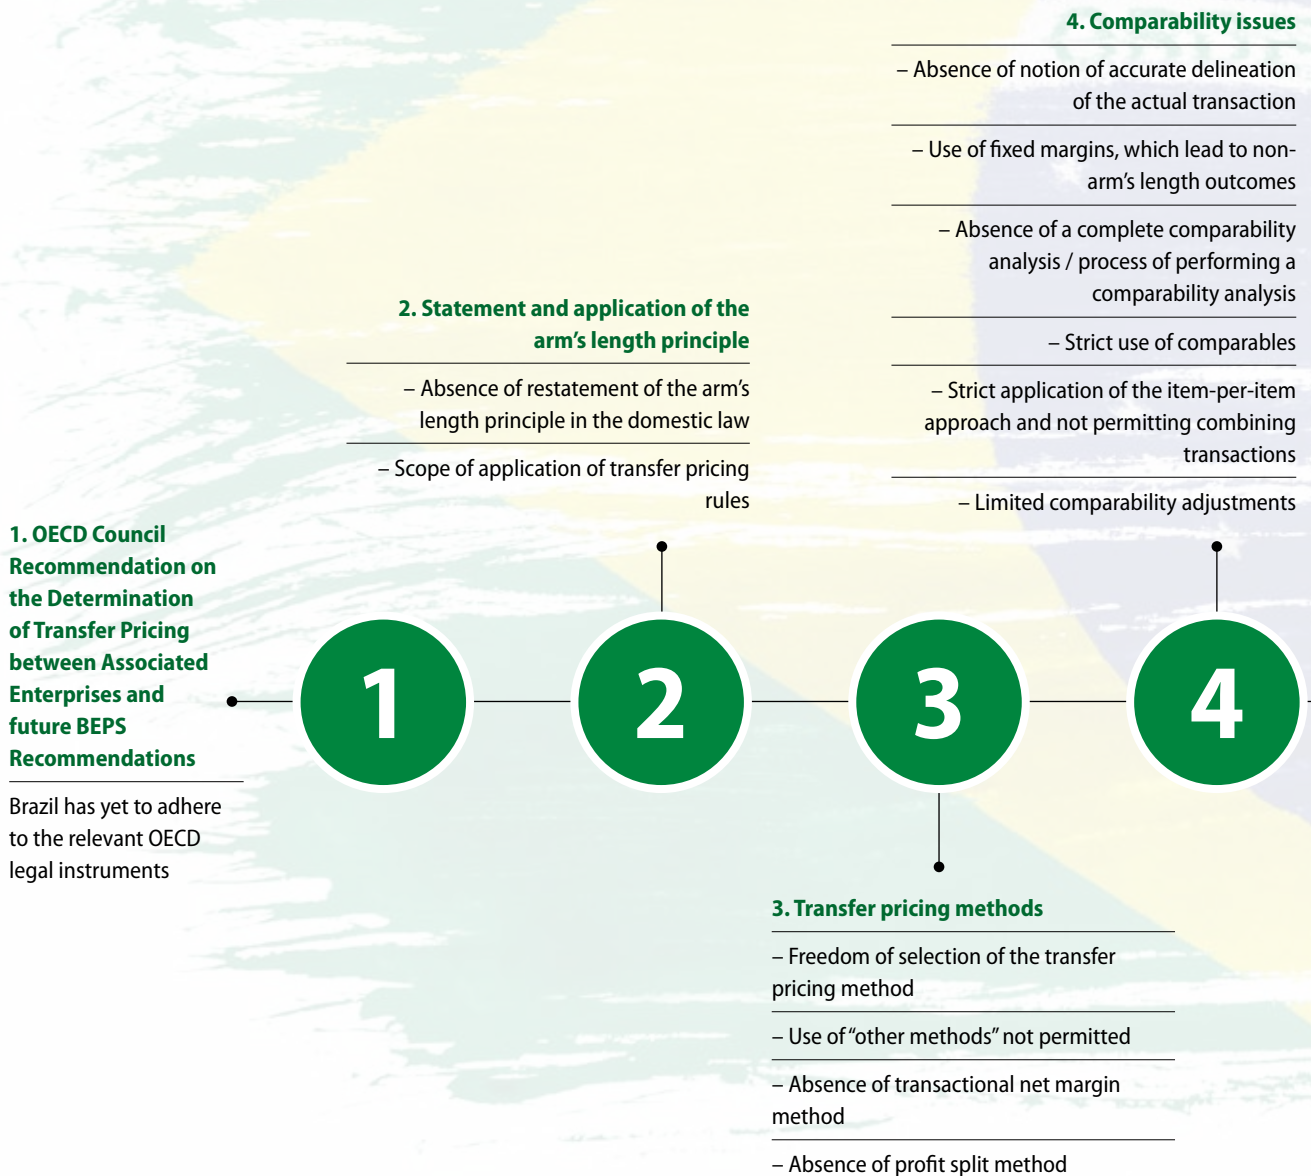 1. OECD Council
Recommendation on
the Determination
of Transfer Pricing
between Associated
Enterprises and
future BEPS
Recommendations
Brazil has yet to adhere
to the relevant OECD
legal instruments
1
2. Statement and application of the
arm’s length principle
– Absence of restatement of the arm’s
length principle in the domestic law
– Scope of application of transfer pricing
rules
2
3
3. Transfer pricing methods
– Freedom of selection of the transfer
pricing method
– Use of “other methods” not permitted
– Absence of transactional net margin
method
– Absence of profit split method
4. Comparability issues
– Absence of notion of accurate delineation
of the actual transaction
– Use of fixed margins, which lead to non-
arm’s length outcomes
– Absence of a complete comparability
analysis / process of performing a
comparability analysis
– Strict use of comparables
– Strict application of the item-per-item
approach and not permitting combining
transactions
– Limited comparability adjustments
4